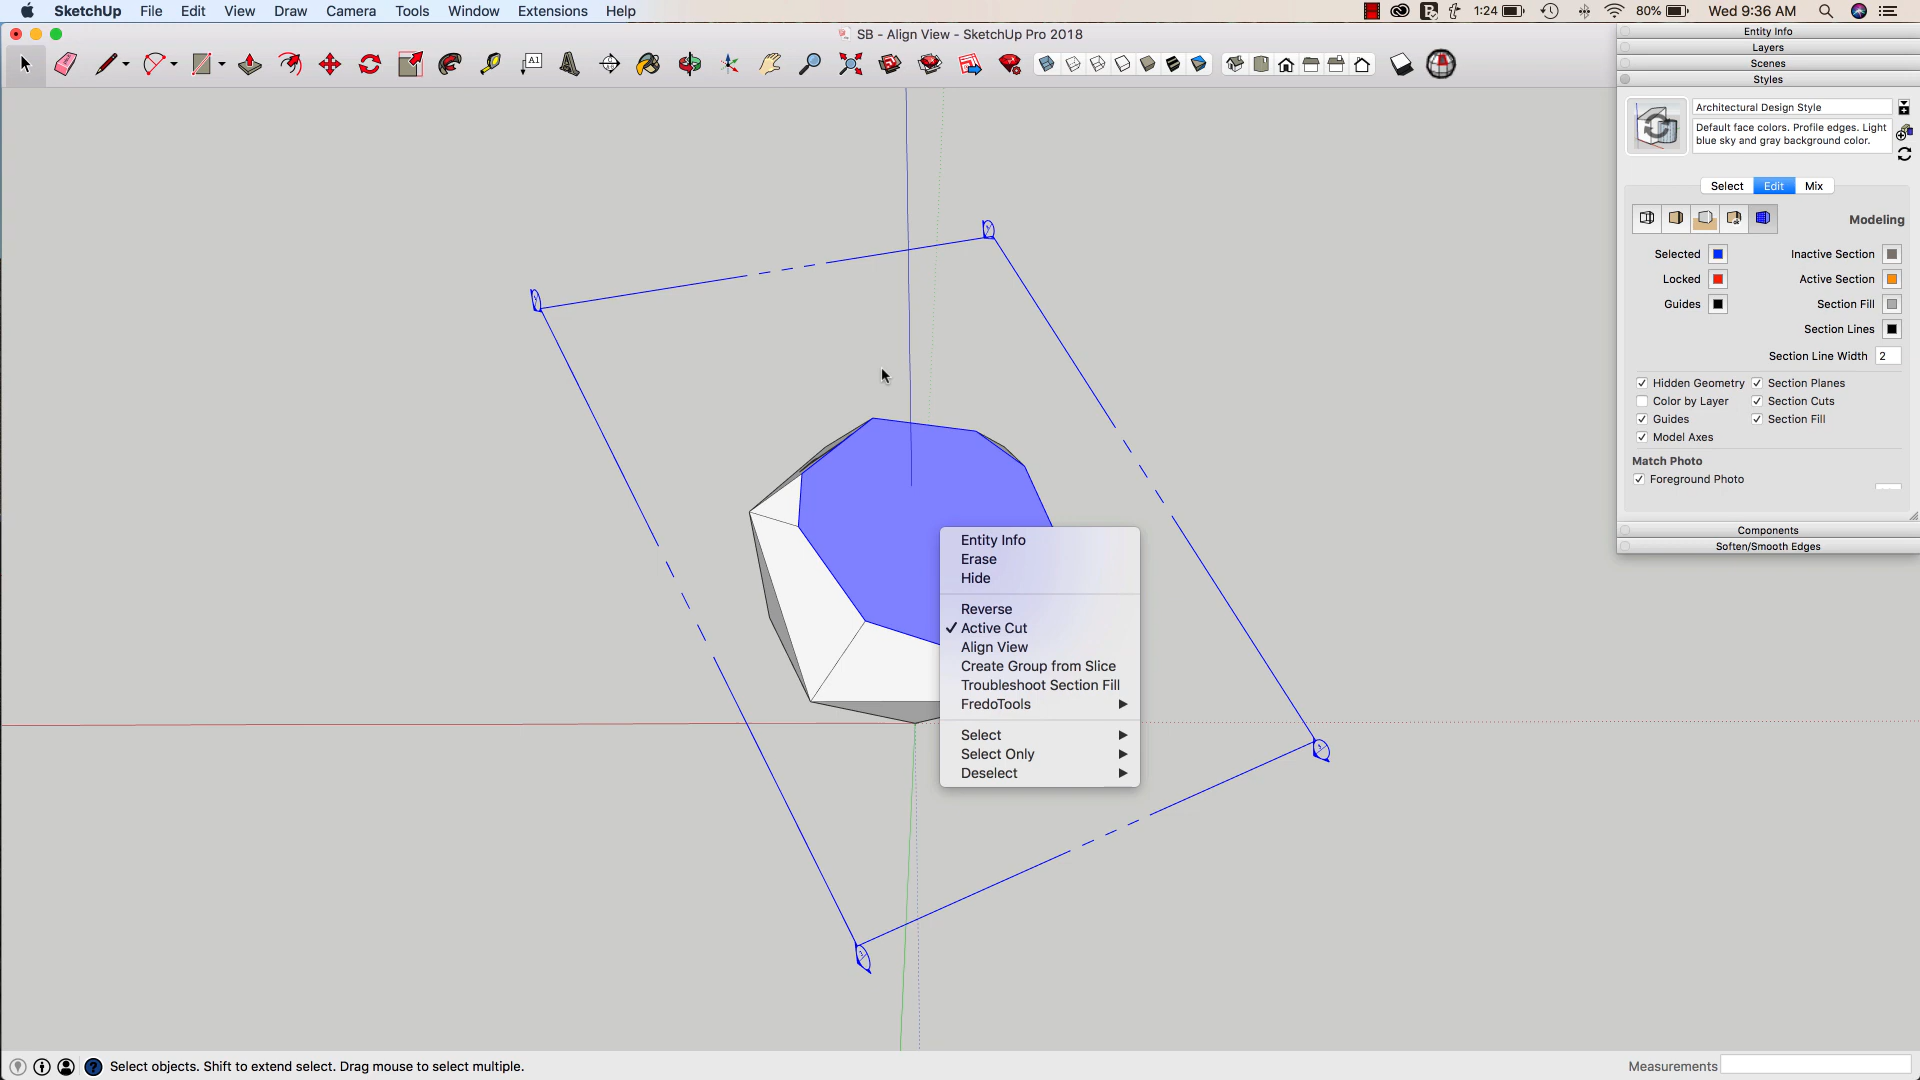 SketchUp File Edit View Draw Camera Tools Window Extensions Help 1:24 80% Wed 9:36 AM
SB - Align View - SketchUp Pro 2018
A1
Entity Info
Layers
Scenes
Styles
Architectural Design Style
Default face colors. Profile edges. Light
blue sky and gray background color.
Select Edit Mix
Modeling
Selected Inactive Section
Locked Active Section
Guides Section Fill
Section Lines
Section Line Width 2
Hidden Geometry Section Planes
Color by Layer Section Cuts
Guides Section Fill
Model Axes
Match Photo
Foreground Photo
Components
Soften/Smooth Edges
Entity Info
Erase
Hide
Reverse
Active Cut
Align View
Create Group from Slice
Troubleshoot Section Fill
FredoTools
Select
Select Only
Deselect
Select objects. Shift to extend select. Drag mouse to select multiple. Measurements